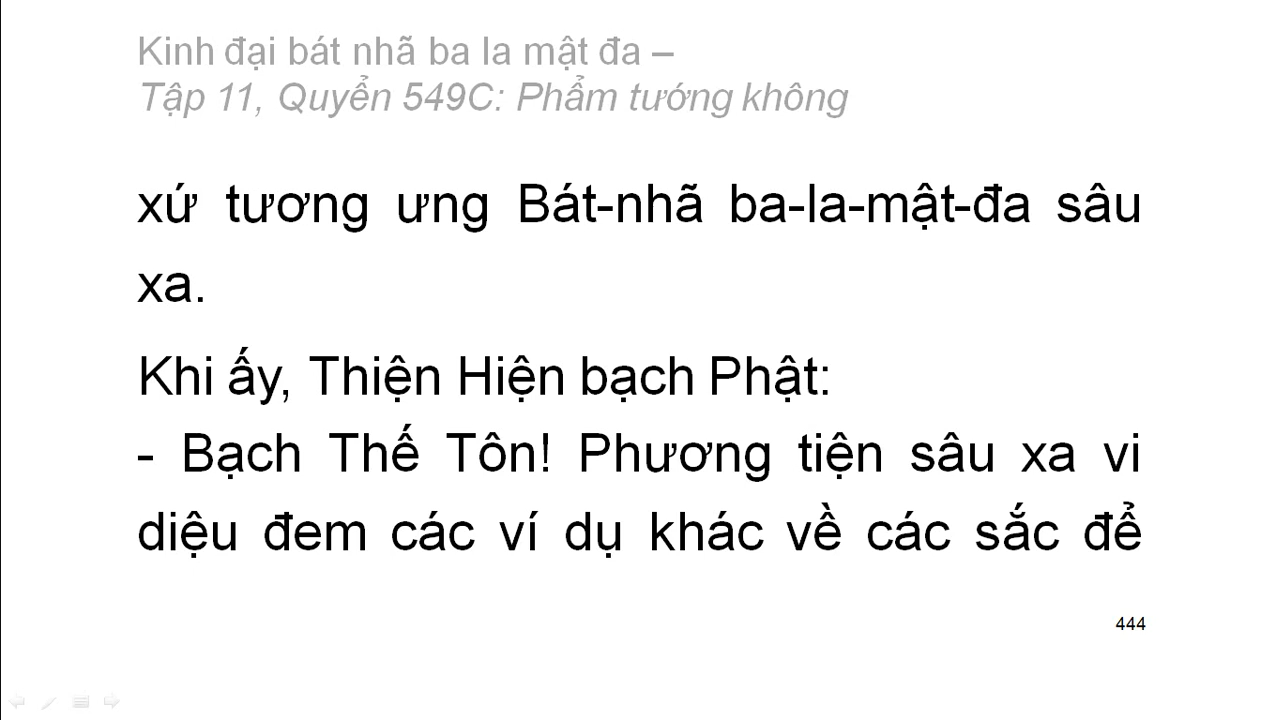 Kinh đại bát nhã ba la mật đa –
Tập 11, Quyển 549C: Phẩm tướng không
xứ tương ưng Bát-nhã ba-la-mật-đa sâu
xa.
Khi ấy, Thiện Hiện bạch Phật:
- Bạch Thế Tôn! Phương tiện sâu xa vi
diệu đem các ví dụ khác về các sắc để
444